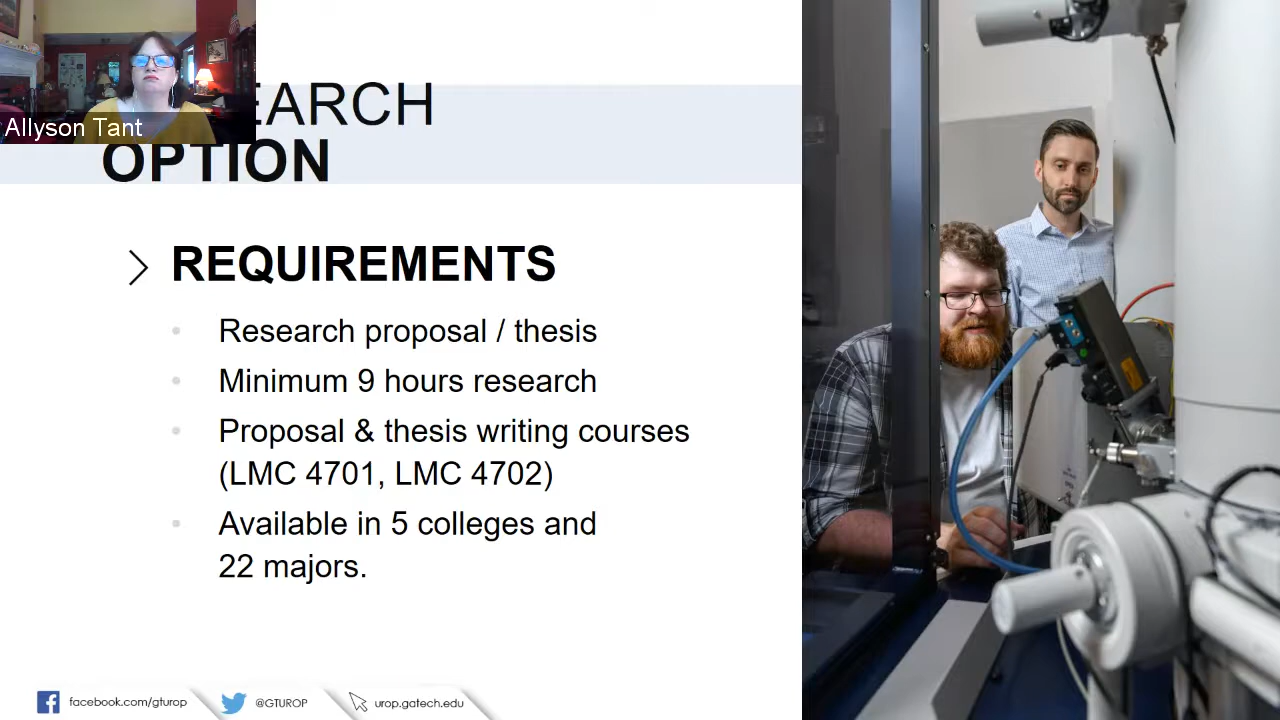 Allyson Tant
EARCH
OPTION
REQUIREMENTS
Research proposal / thesis
Minimum 9 hours research
Proposal & thesis writing courses
(LMC 4701, LMC 4702)
Available in 5 colleges and
22 majors.
facebook.com/gturop
@GTUROP
urop.gatech.edu